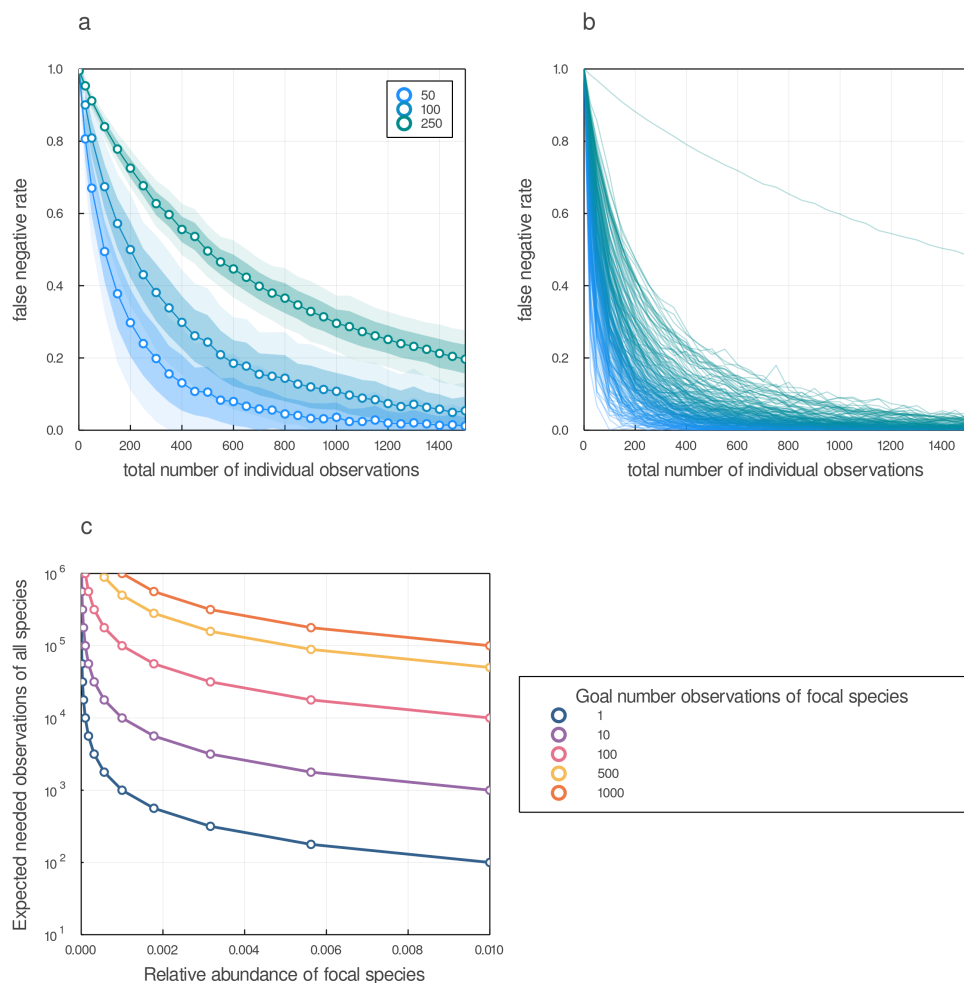 a
1.0
0.8
0.6
0.4
0.2
0.0
false negative rate
0 200 400 600 800 1000 1200 1400
total number of individual observations
50
100
250
b
1.0
0.8
0.6
0.4
0.2
0.0
false negative rate
0 200 400 600 800 1000 1200 1400
total number of individual observations
c
10^6
10^5
10^4
10^3
10^2
10^1
Expected needed observations of all species
0.000 0.002 0.004 0.006 0.008 0.010
Relative abundance of focal species
Goal number observations of focal species
1
10
100
500
1000